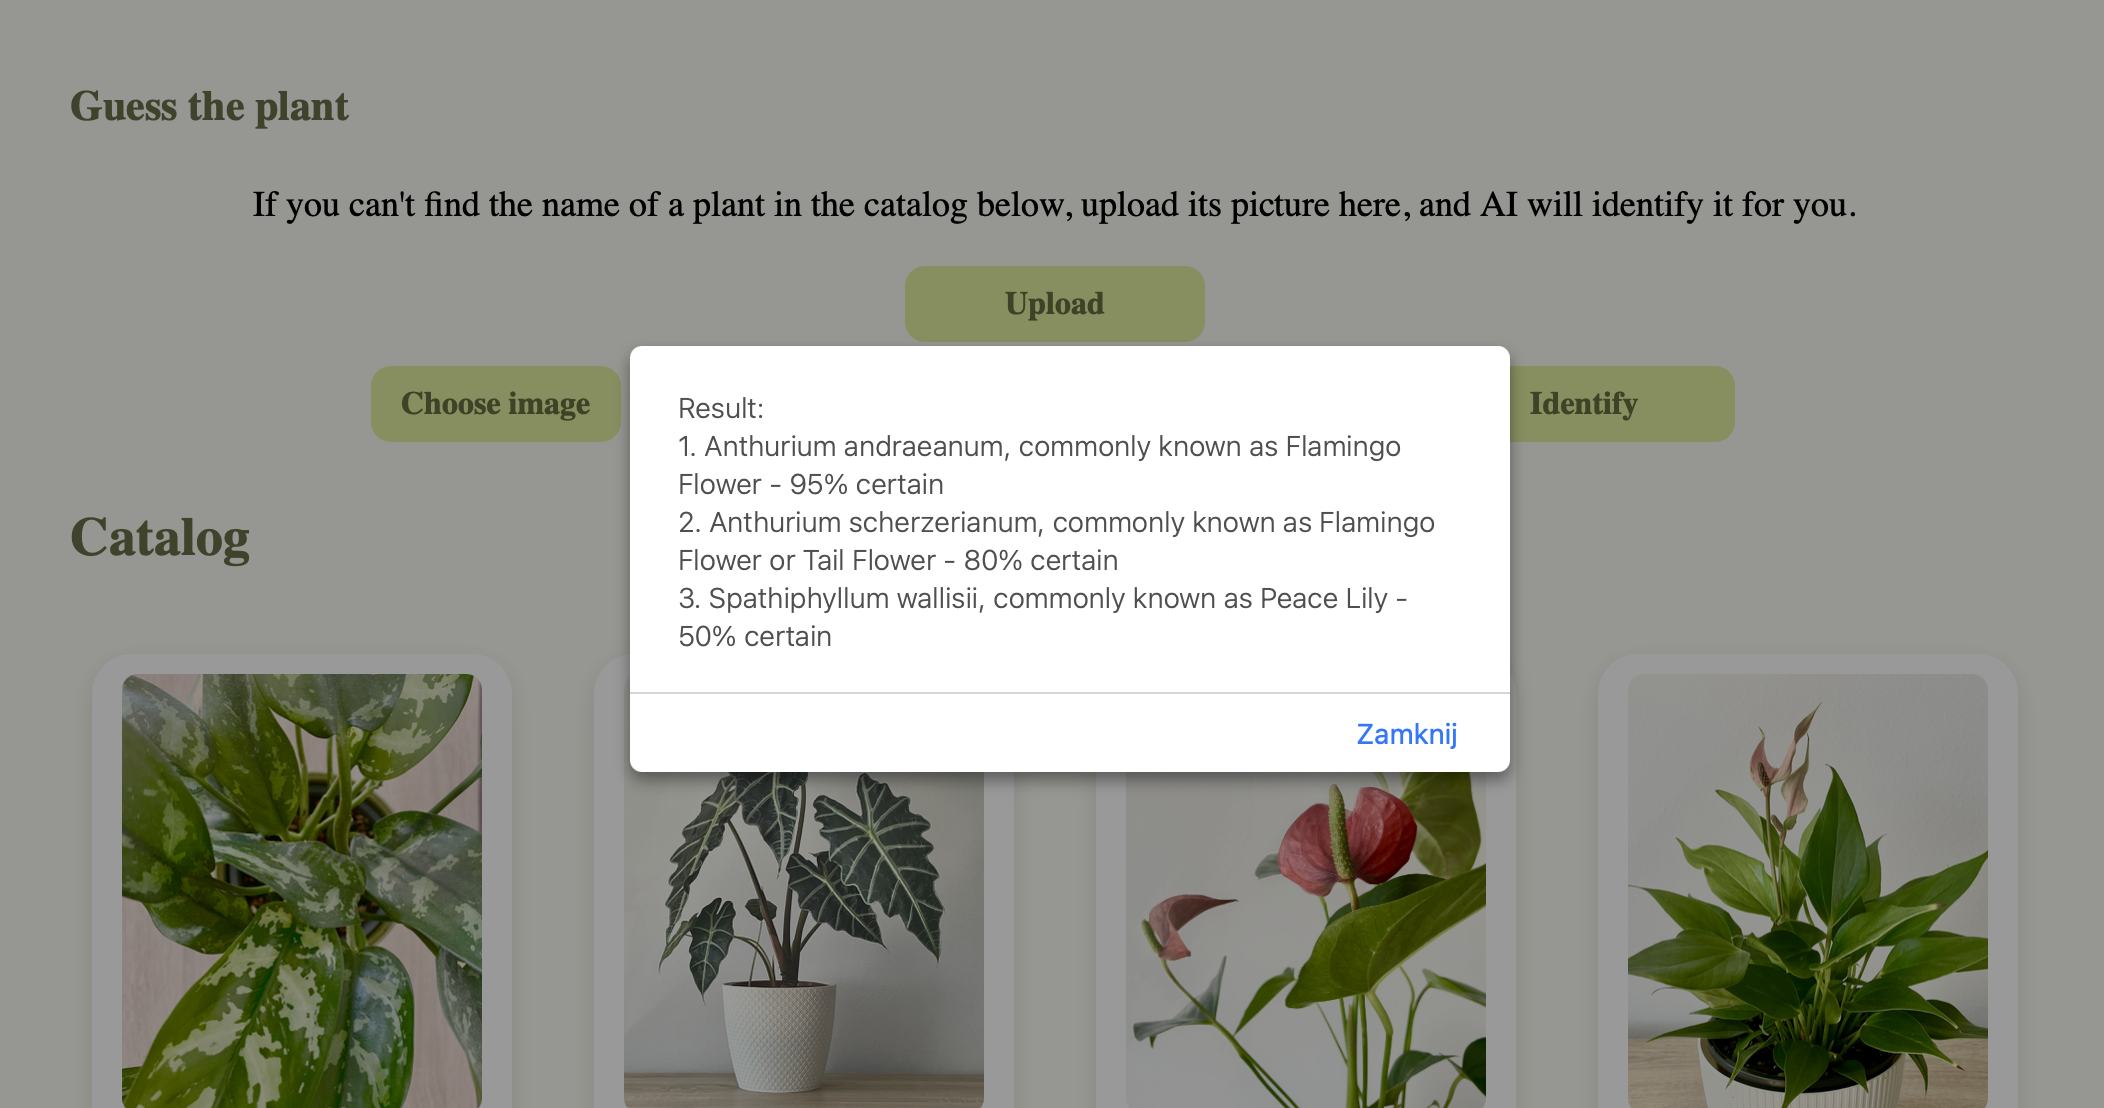 Guess the plant
If you can't find the name of a plant in the catalog below, upload its picture here, and AI will identify it for you.
Upload
Choose image
Identify
Result:
1. Anthurium andraeanum, commonly known as Flamingo
Flower - 95% certain
2. Anthurium scherzerianum, commonly known as Flamingo
Flower or Tail Flower - 80% certain
3. Spathiphyllum wallisii, commonly known as Peace Lily -
50% certain
Zamknij
Catalog